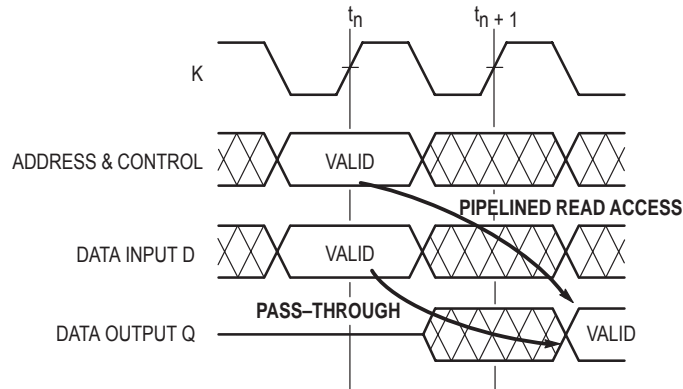 tn tn + 1
K
ADDRESS & CONTROL VALID
PIPELINED READ ACCESS
DATA INPUT D VALID
PASS–THROUGH
DATA OUTPUT Q VALID